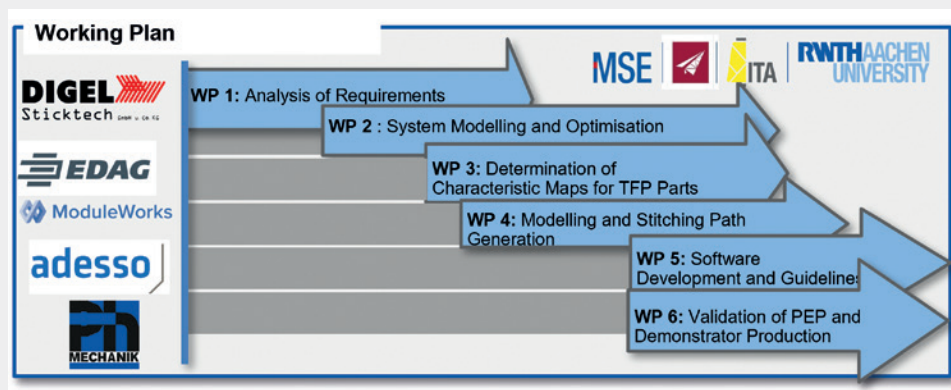 Working Plan
MSE
ITA
RWTHAACHEN
UNIVERSITY
DIGEL
Sticktech GmbH u Co KG
EDAG
ModuleWorks
adesso
Ph
MECHANIK
WP 1: Analysis of Requirements
WP 2 : System Modelling and Optimisation
WP 3: Determination of
Characteristic Maps for TFP Parts
WP 4: Modelling and Stitching Path
Generation
WP 5: Software
Development and Guidelines
WP 6: Validation of PEP and
Demonstrator Production